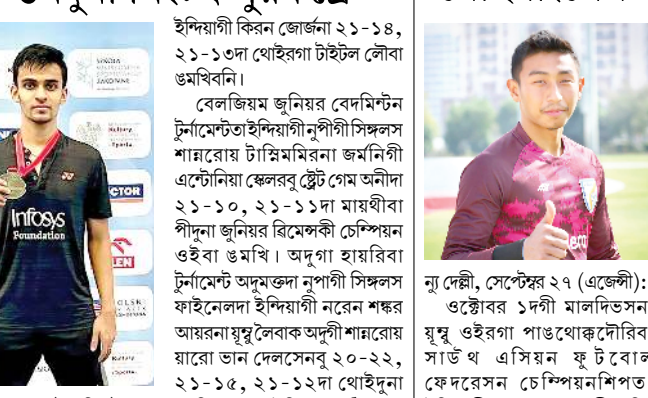 ইন্দিয়াগী কিরন জোর্জনা ২১-১৪,
২১-১৩দা থোইরগা টাইটল লৌবা
ঙমখিবনি।
বেলজিয়ম জুনিয়র বেদমিন্টন
টুর্নামেন্টতা ইন্দিয়াগী নুপীগী সিঙ্গলস
শান্নরোয় টাস্নিমমিরনা জর্মনিগী
এন্টোনিয়া স্কেলরবু ষ্ট্রেট গেম অনীদা
২১-১০, ২১-১১দা মায়থীবা
পীদুনা জুনিয়র ৱিমেন্সকী চেম্পিয়ন
ওইবা ঙমখি। অদুগা হায়রিবা
টুর্নামেন্ট অদুমক্তদা নুপাগী সিঙ্গলস
ফাইনেলদা ইন্দিয়াগী নরেন শঙ্কর
আয়রনা য়ুম্বু লৈবাক অদুগী শান্নরোয়
য়ারো ভান দেলসেনবু ২০-২২,
২১-১৫, ২১-১২দা থোইদুনা
Infosys
Foundation
CTOR
LEN
ন্যু দেল্লী, সেপ্টেম্বর ২৭ (এজেন্সী):
ওক্টোবর ১দগী মালদিভসন
য়ূম্বু ওইরগা পাঙথোক্কদৌরিব
সাউথ এসিয়ন ফুটবোল
ফেদরেসন চেম্পিয়নশিপত